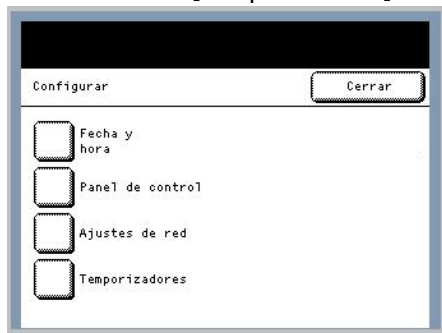 Configurar
Cerrar
Fecha y
hora
Panel de control
Ajustes de red
Temporizadores